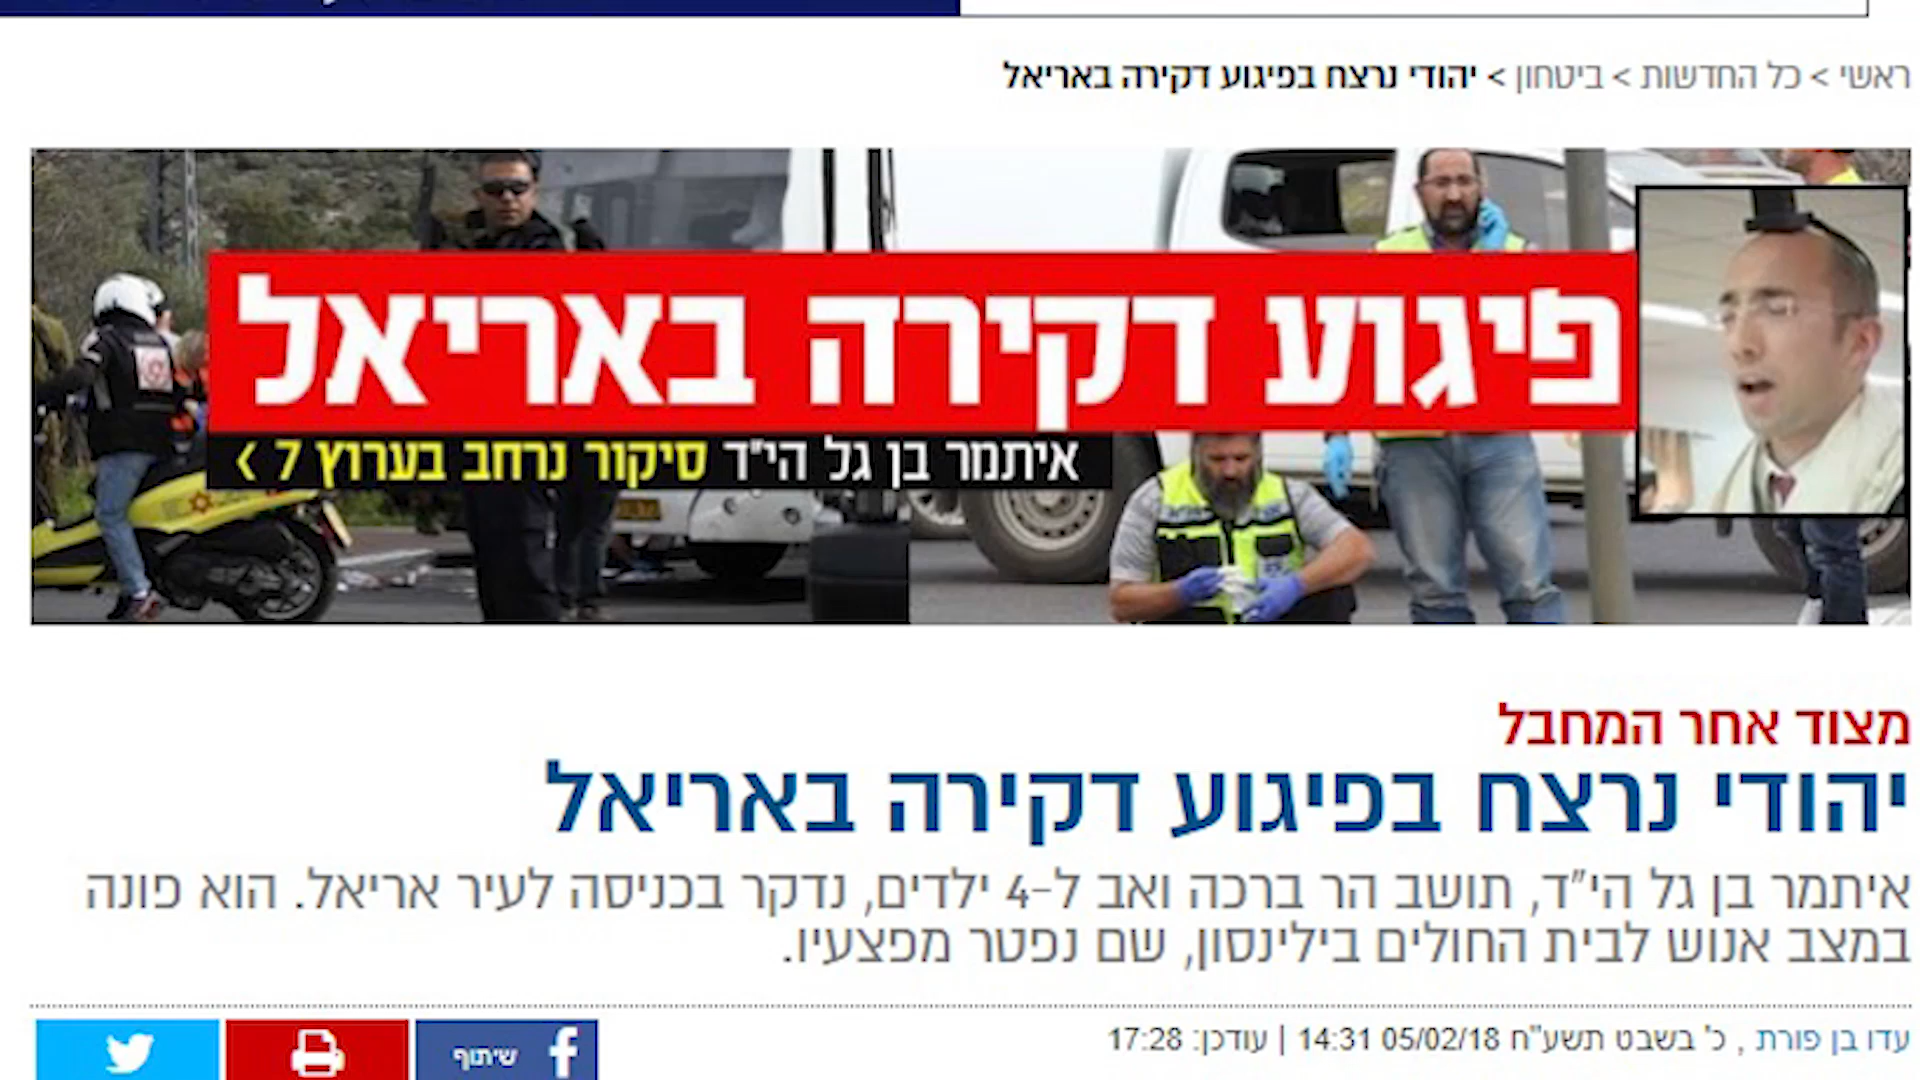 ראשי > כל החדשות > ביטחון > יהודי נרצח בפיגוע דקירה באריאל
פיגוע דקירה באריאל
איתמר בן גל הי"ד סיקור נרחב בערוץ 7 >
מצוד אחר המחבל
יהודי נרצח בפיגוע דקירה באריאל
איתמר בן גל הי"ד, תושב הר ברכה ואב ל-4 ילדים, נדקר בכניסה לעיר אריאל. הוא פונה
במצב אנוש לבית החולים בילינסון, שם נפטר מפצעיו.
עדו בן פורת , כ' בשבט תשע"ח 05/02/18 14:31 | עודכן: 17:28
שיתוף